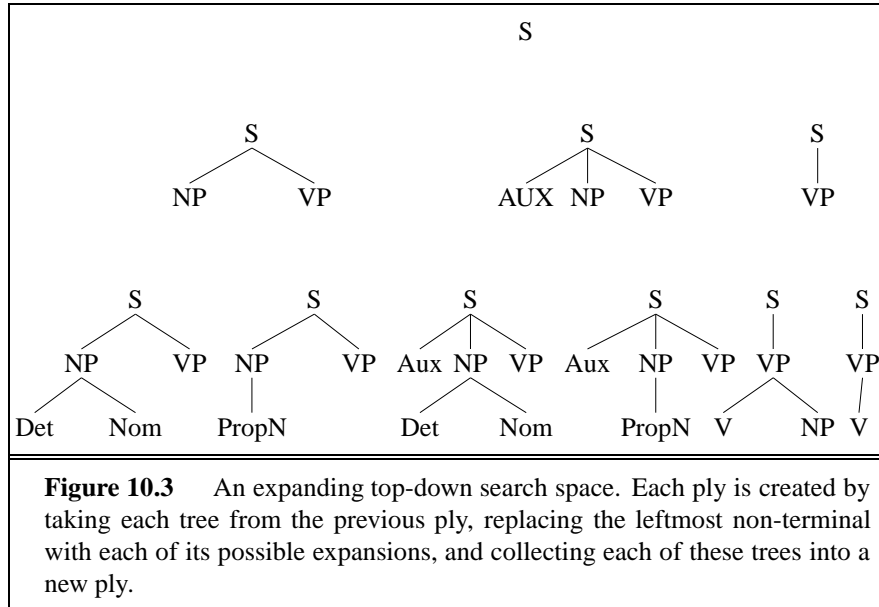 S
S S S
NP VP AUX NP VP VP
S S S S S S
NP VP NP VP Aux NP VP Aux NP VP VP VP
Det Nom PropN Det Nom PropN V NP V
Figure 10.3 An expanding top-down search space. Each ply is created by
taking each tree from the previous ply, replacing the leftmost non-terminal
with each of its possible expansions, and collecting each of these trees into a
new ply.